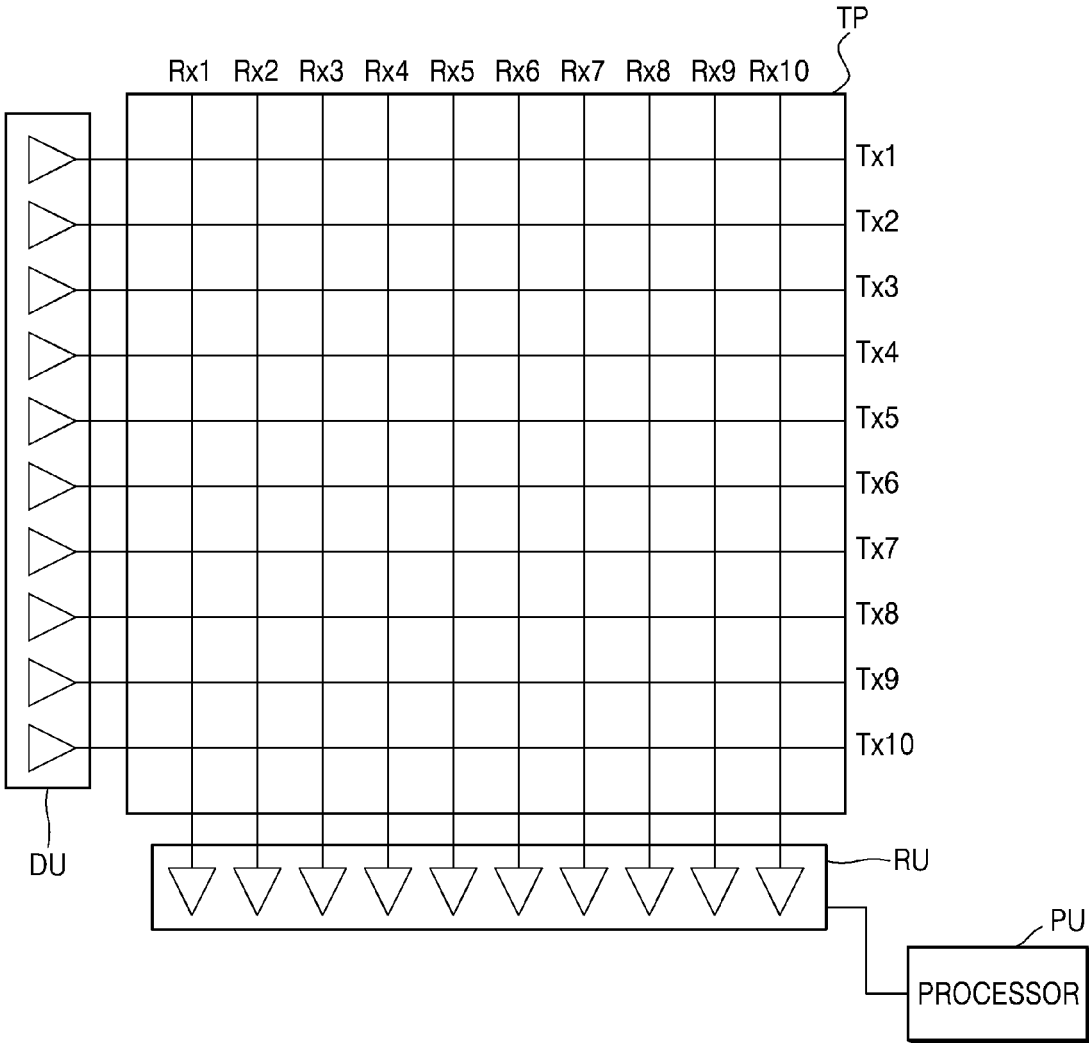 TP
Rx1 Rx2 Rx3 Rx4 Rx5 Rx6 Rx7 Rx8 Rx9 Rx10
Tx1
Tx2
Tx3
Tx4
Tx5
Tx6
Tx7
Tx8
Tx9
Tx10
DU
RU
PU
PROCESSOR